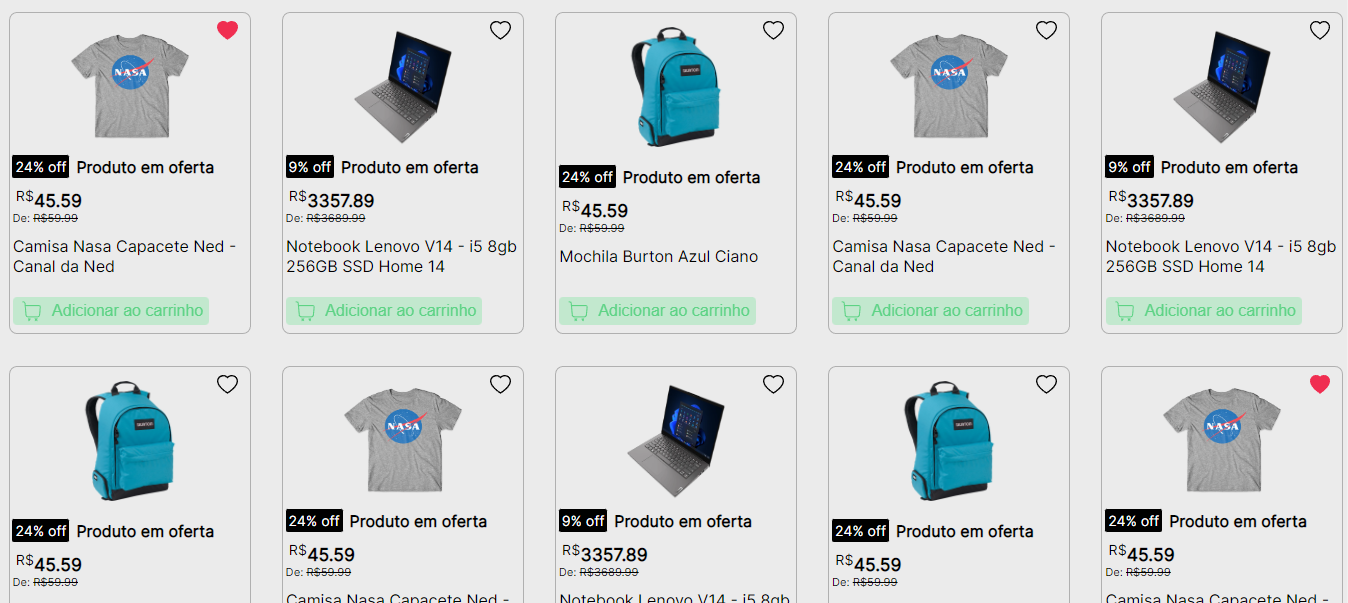 NASA
24% off Produto em oferta
R$45.59
De: R$59.99
Camisa Nasa Capacete Ned -
Canal da Ned
Adicionar ao carrinho
9% off Produto em oferta
R$3357.89
De: R$3689.99
Notebook Lenovo V14 - i5 8gb
256GB SSD Home 14
Adicionar ao carrinho
BURTON
24% off Produto em oferta
R$45.59
De: R$59.99
Mochila Burton Azul Ciano
Adicionar ao carrinho
NASA
24% off Produto em oferta
R$45.59
De: R$59.99
Camisa Nasa Capacete Ned -
Canal da Ned
Adicionar ao carrinho
9% off Produto em oferta
R$3357.89
De: R$3689.99
Notebook Lenovo V14 - i5 8gb
256GB SSD Home 14
Adicionar ao carrinho
BURTON
24% off Produto em oferta
R$45.59
De: R$59.99
NASA
24% off Produto em oferta
R$45.59
De: R$59.99
Camisa Nasa Capacete Ned -
9% off Produto em oferta
R$3357.89
De: R$3689.99
Notebook Lenovo V14 - i5 8gb
BURTON
24% off Produto em oferta
R$45.59
De: R$59.99
NASA
24% off Produto em oferta
R$45.59
De: R$59.99
Camisa Nasa Capacete Ned -